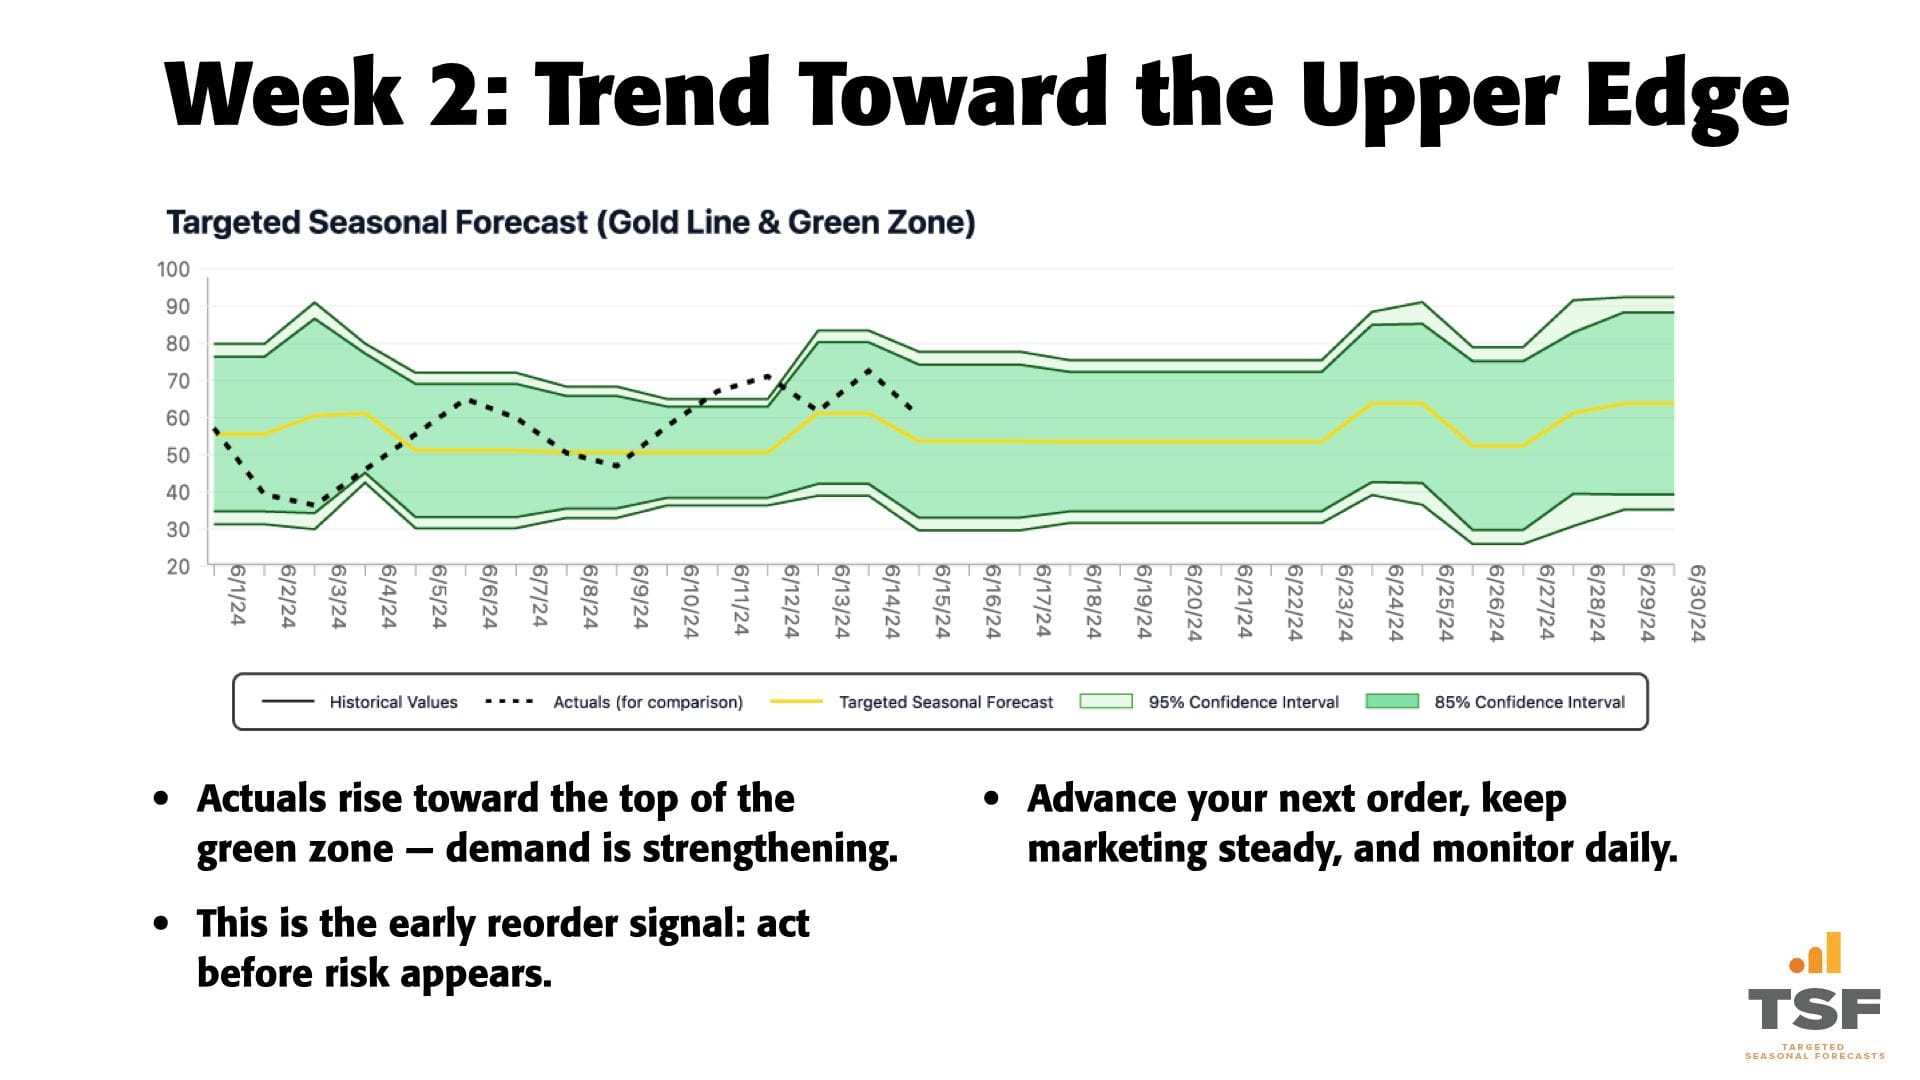 Week 2: Trend Toward the Upper Edge
Targeted Seasonal Forecast (Gold Line & Green Zone)
100
90
80
70
60
50
40
30
20
6/1/24
6/2/24
6/3/24
6/4/24
6/5/24
6/6/24
6/7/24
6/8/24
6/9/24
6/10/24
6/11/24
6/12/24
6/13/24
6/14/24
6/15/24
6/16/24
6/17/24
6/18/24
6/19/24
6/20/24
6/21/24
6/22/24
6/23/24
6/24/24
6/25/24
6/26/24
6/27/24
6/28/24
6/29/24
6/30/24
Historical Values
Actuals (for comparison)
Targeted Seasonal Forecast
95% Confidence Interval
85% Confidence Interval
• Actuals rise toward the top of the
green zone — demand is strengthening.
• This is the early reorder signal: act
before risk appears.
• Advance your next order, keep
marketing steady, and monitor daily.
TSF
TARGETED
SEASONAL FORECASTS